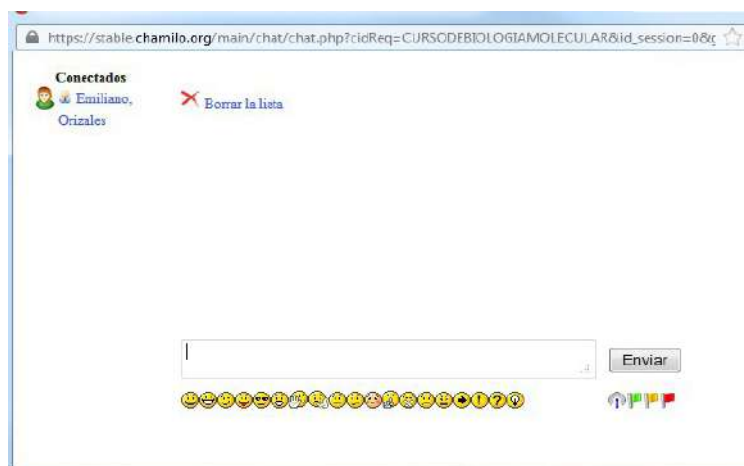 https://stable.chamilo.org/main/chat/chat.php?cidReq=CURSODEBIOLOGIAMOLECULAR&id_session=0&g
Conectados
Emiliano,
Orizales
Borrar la lista
Enviar